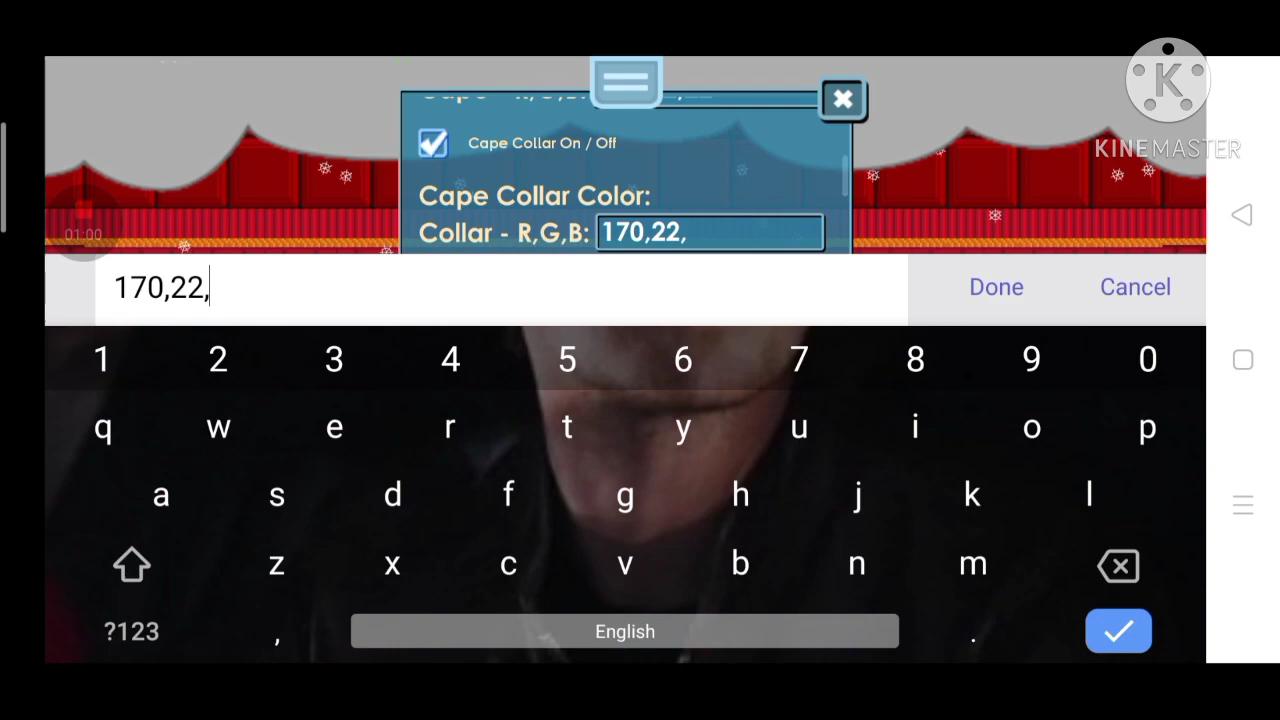 K
KINEMASTER
Cape Collar On / Off
Cape Collar Color:
Collar - R,G,B: 170,22,
01:00
170,22,
Done
Cancel
1 2 3 4 5 6 7 8 9 0
q w e r t y u i o p
a s d f g h j k l
z x c v b n m
?123 , English .